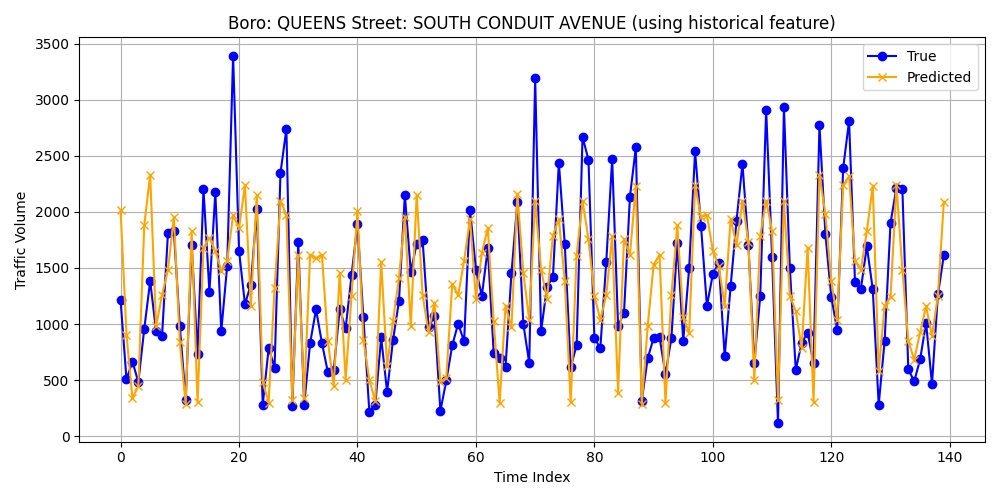 Boro: QUEENS Street: SOUTH CONDUIT AVENUE (using historical feature)
True
Predicted
Traffic Volume
3500
3000
2500
2000
1500
1000
500
0
0 20 40 60 80 100 120 140
Time Index